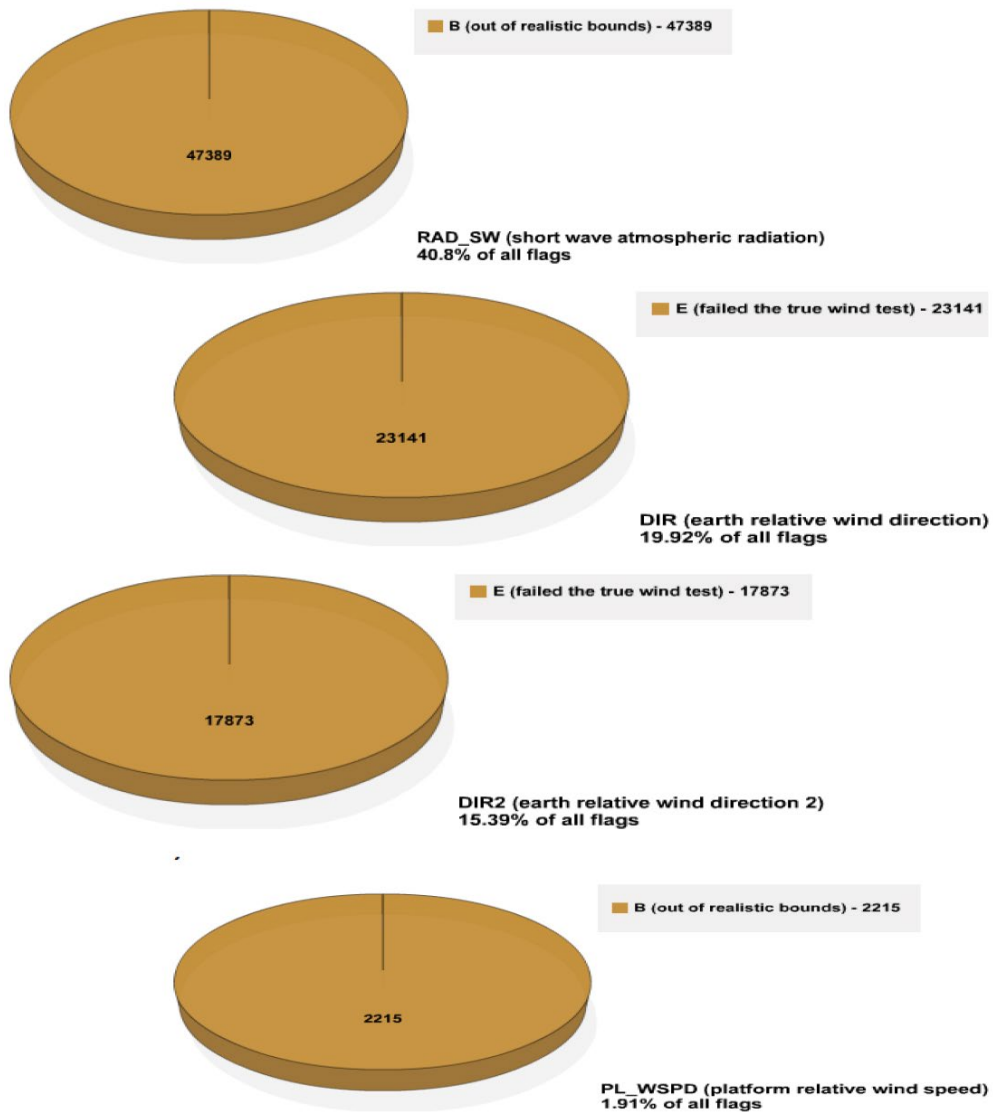 B (out of realistic bounds) - 47389
47389
RAD_SW (short wave atmospheric radiation)
40.8% of all flags
E (failed the true wind test) - 23141
23141
DIR (earth relative wind direction)
19.92% of all flags
E (failed the true wind test) - 17873
17873
DIR2 (earth relative wind direction 2)
15.39% of all flags
B (out of realistic bounds) - 2215
2215
PL_WSPD (platform relative wind speed)
1.91% of all flags